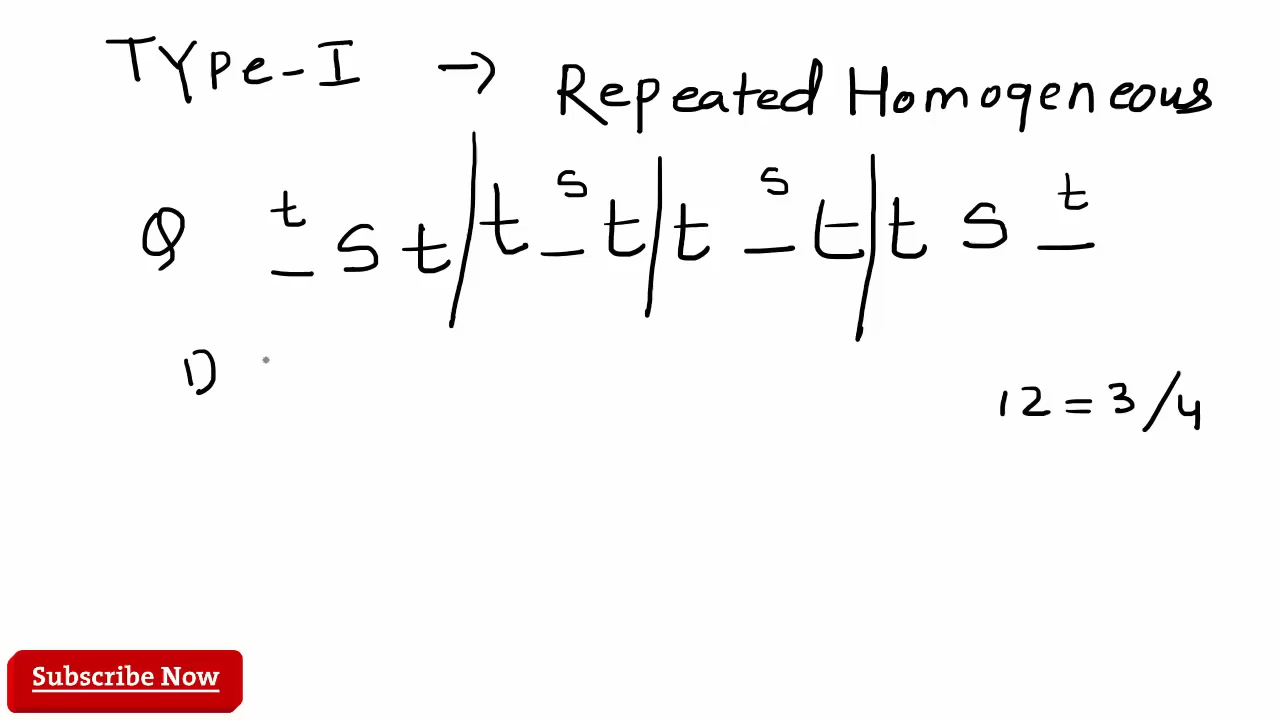 Type-I → Repeated Homogeneous
t s s t
Q _ s t / t _ t / t _ t / t s _
1)
12 = 3/4
Subscribe Now